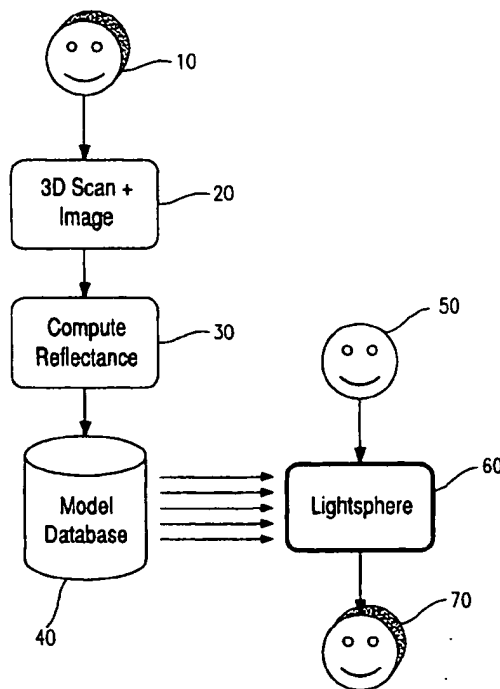 10
3D Scan +
Image
20
Compute
Reflectance
30
50
Model
Database
40
Lightsphere
60
70